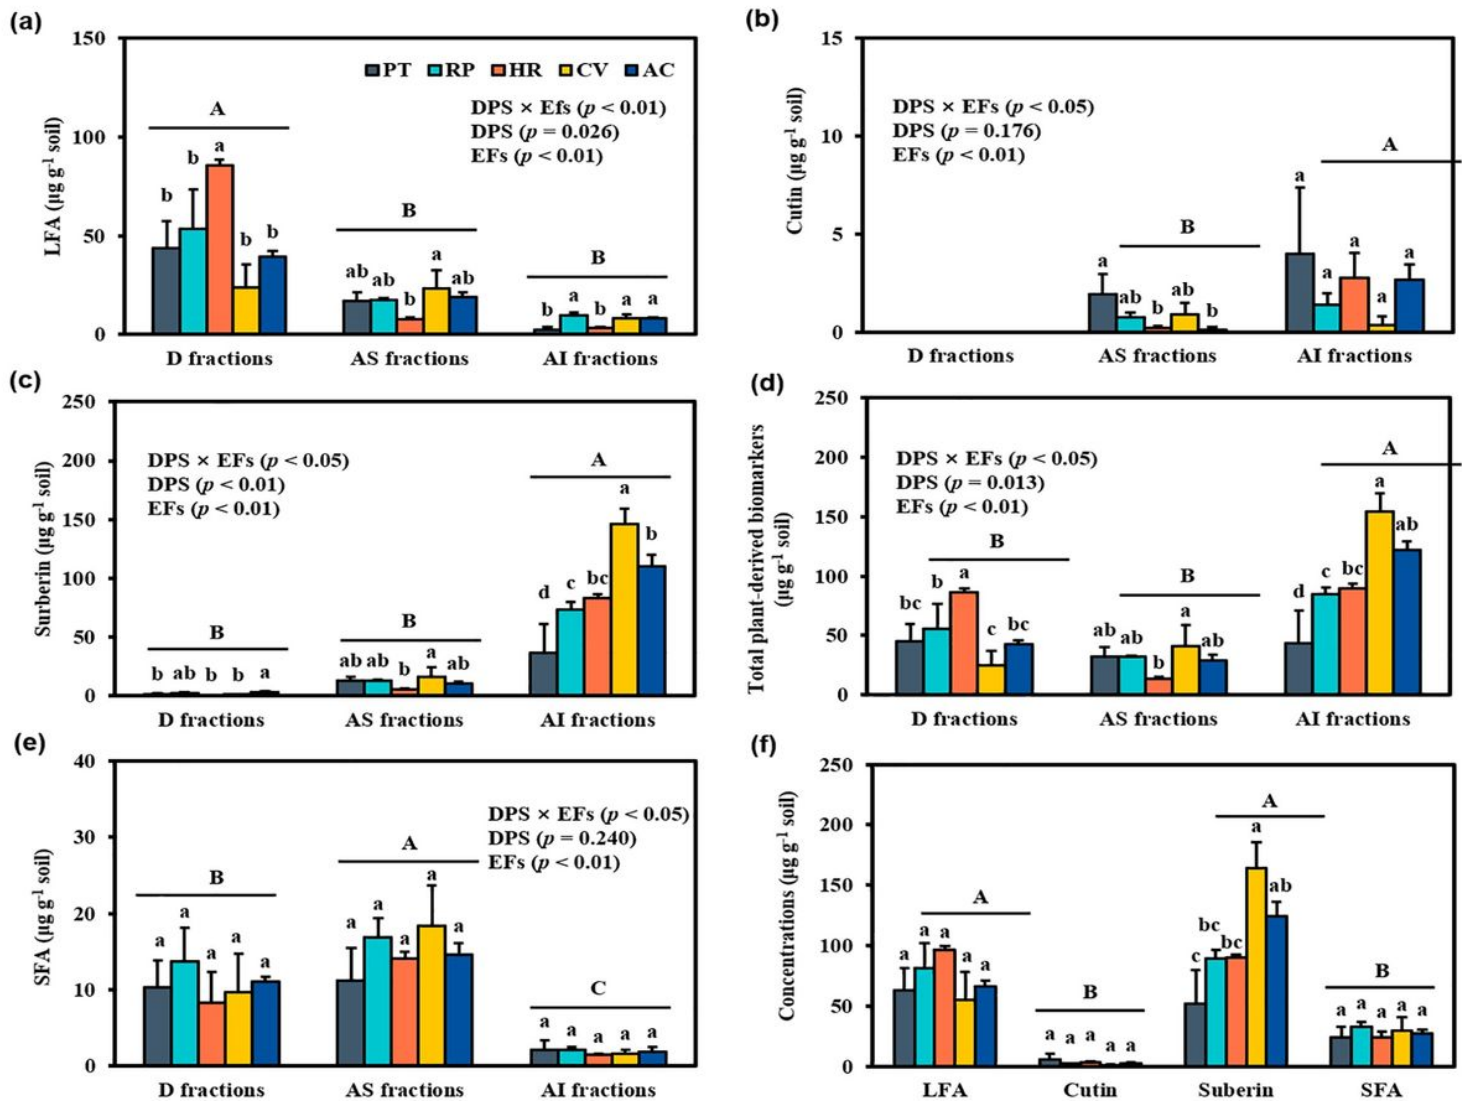 (a)
150
100
50
0
LFA (µg g⁻¹ soil)
PT RP HR CV AC
DPS × Efs (p < 0.01)
DPS (p = 0.026)
EFs (p < 0.01)
A
b b a b b
B
ab ab b a ab
B
b a b a a
D fractions AS fractions AI fractions
(b)
15
10
5
0
Cutin (µg g⁻¹ soil)
DPS × EFs (p < 0.05)
DPS (p = 0.176)
EFs (p < 0.01)
B
a ab b ab b
A
a a a a a
D fractions AS fractions AI fractions
(c)
250
200
150
100
50
0
Surberin (µg g⁻¹ soil)
DPS × EFs (p < 0.05)
DPS (p < 0.01)
EFs (p < 0.01)
B
b ab b b a
B
ab ab b a ab
A
d c bc a b
D fractions AS fractions AI fractions
(d)
250
200
150
100
50
0
Total plant-derived biomarkers
(µg g⁻¹ soil)
DPS × EFs (p < 0.05)
DPS (p = 0.013)
EFs (p < 0.01)
B
bc b a c bc
B
ab ab b a ab
A
d c bc a ab
D fractions AS fractions AI fractions
(e)
40
30
20
10
0
SFA (µg g⁻¹ soil)
DPS × EFs (p < 0.05)
DPS (p = 0.240)
EFs (p < 0.01)
B
a a a a a
A
a a a a a
C
a a a a a
D fractions AS fractions AI fractions
(f)
250
200
150
100
50
0
Concentrations (µg g⁻¹ soil)
A
a a a a a
B
a a a a a
A
c bc bc a ab
B
a a a a a
LFA Cutin Suberin SFA